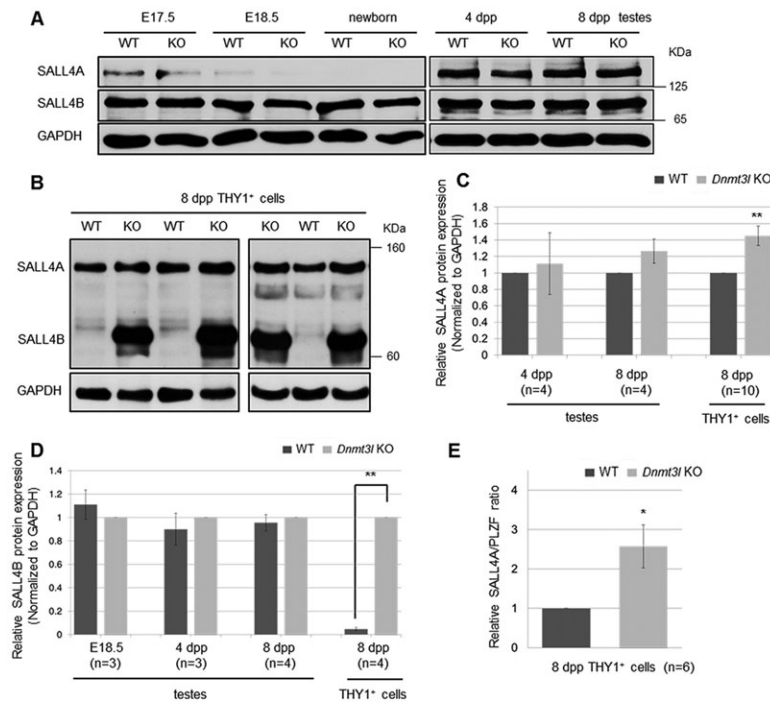 A
E17.5 E18.5 newborn 4 dpp 8 dpp testes
WT KO WT KO WT KO WT KO WT KO KDa
SALL4A
125
SALL4B
65
GAPDH
B
8 dpp THY1⁺ cells
WT KO WT KO KO WT KO KDa
160
SALL4A
SALL4B
60
GAPDH
C
WT Dnmt3l KO
Relative SALL4A protein expression
(Normalized to GAPDH)
1.8
1.6
1.4
1.2
1
0.8
0.6
0.4
0.2
0
**
4 dpp 8 dpp 8 dpp
(n=4) (n=4) (n=10)
testes THY1⁺ cells
D
WT Dnmt3l KO
Relative SALL4B protein expression
(Normalized to GAPDH)
1.4
1.2
1
0.8
0.6
0.4
0.2
0
**
E18.5 4 dpp 8 dpp 8 dpp
(n=3) (n=3) (n=4) (n=4)
testes THY1⁺ cells
E
WT Dnmt3l KO
Relative SALL4A/PLZF ratio
4
3
2
1
0
*
8 dpp THY1⁺ cells (n=6)